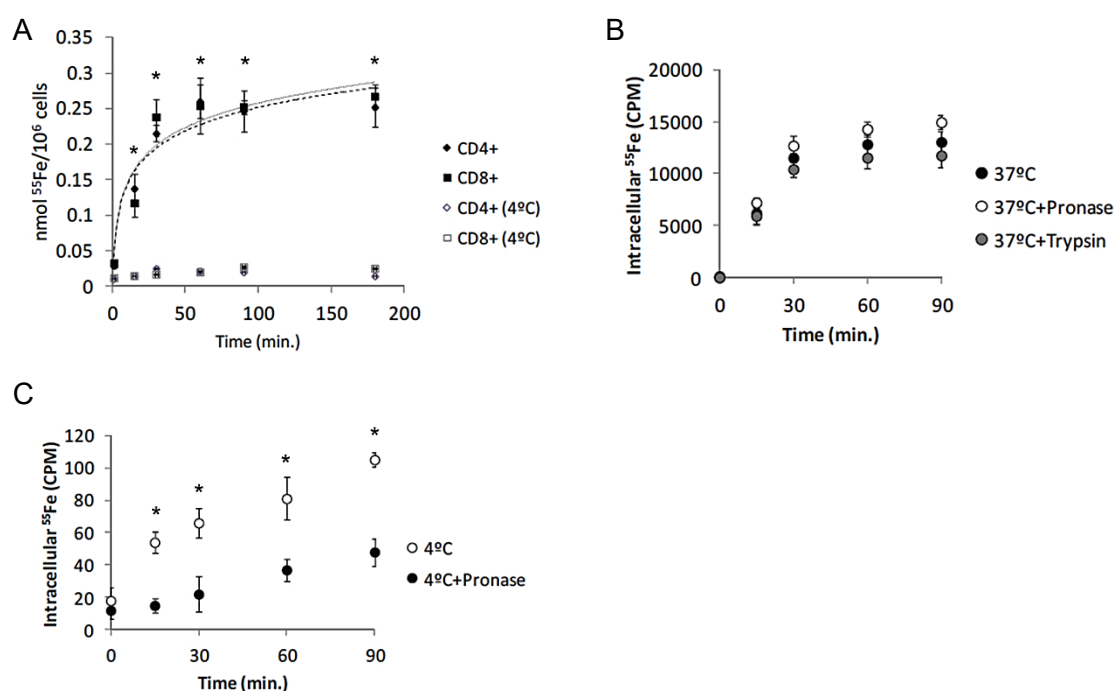 A
nmol ⁵⁵Fe/10⁶ cells
0.35
0.3
0.25
0.2
0.15
0.1
0.05
0
* * * * *
0 50 100 150 200
Time (min.)
CD4+
CD8+
CD4+ (4ºC)
CD8+ (4ºC)
B
Intracellular ⁵⁵Fe (CPM)
20000
15000
10000
5000
0
0 30 60 90
Time (min.)
37ºC
37ºC+Pronase
37ºC+Trypsin
C
Intracellular ⁵⁵Fe (CPM)
120
100
80
60
40
20
0
* * * *
0 30 60 90
Time (min.)
4ºC
4ºC+Pronase